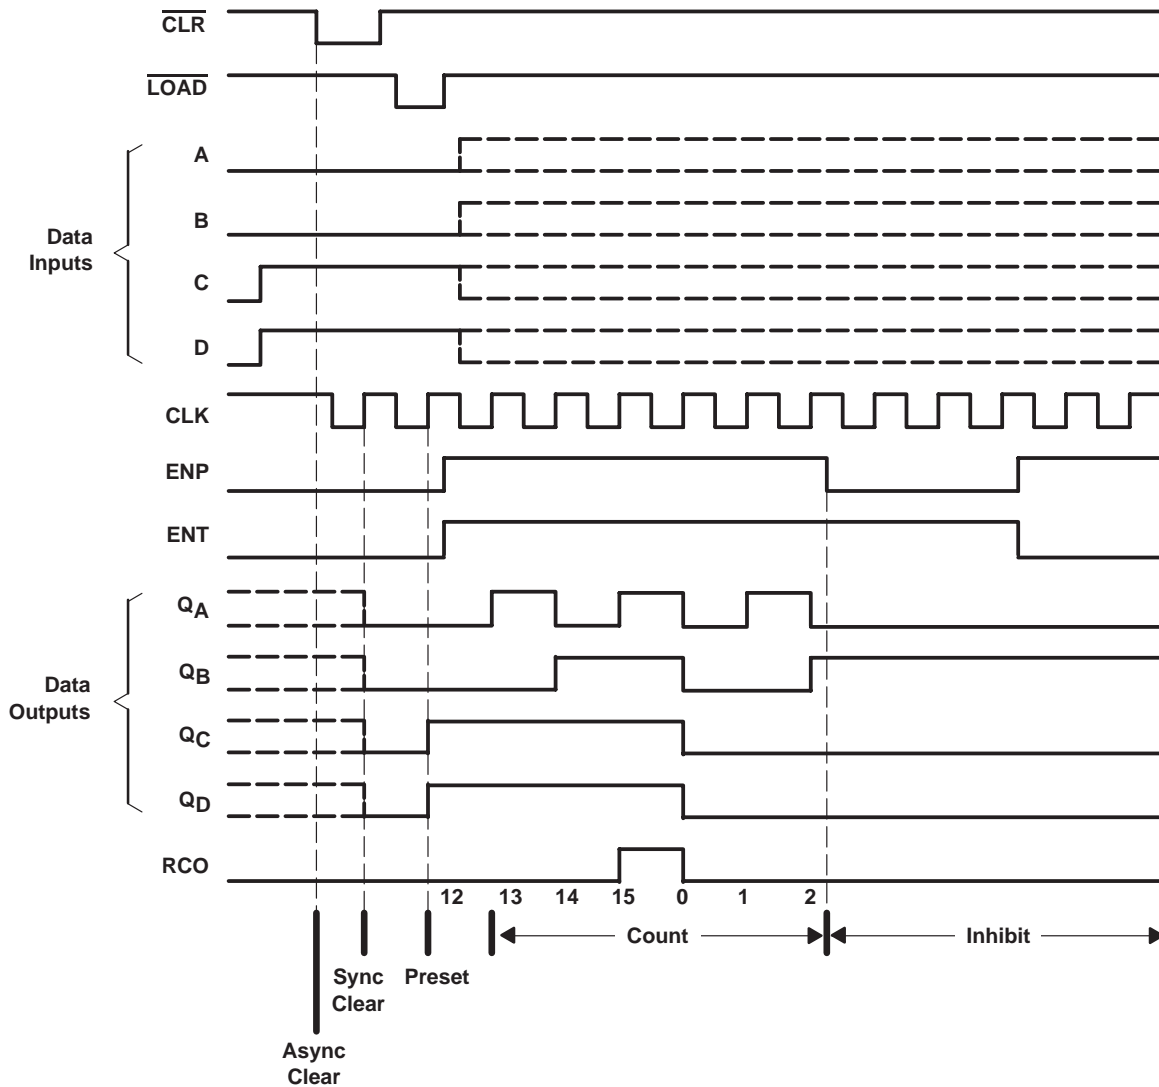 CLR
LOAD
A
B
Data
Inputs
C
D
CLK
ENP
ENT
QA
QB
Data
Outputs
QC
QD
RCO
12 13 14 15 0 1 2
Count Inhibit
Sync
Clear
Preset
Async
Clear